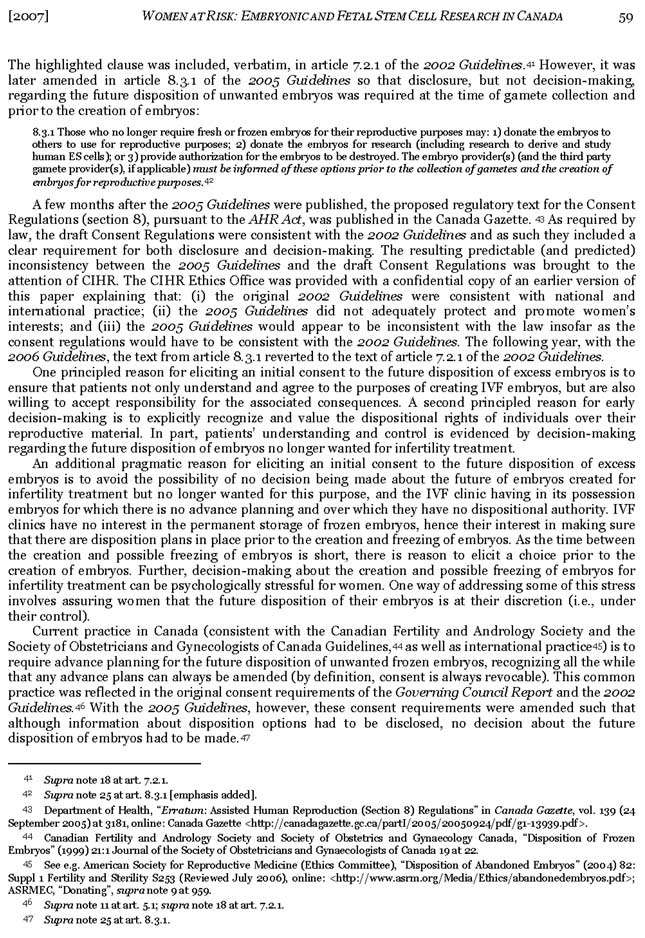 [2007] WOMEN AT RISK: EMBRYONIC AND FETAL STEM CELL RESEARCH IN CANADA 59
The highlighted clause was included, verbatim, in article 7.2.1 of the 2002 Guidelines.41 However, it was
later amended in article 8.3.1 of the 2005 Guidelines so that disclosure, but not decision-making,
regarding the future disposition of unwanted embryos was required at the time of gamete collection and
prior to the creation of embryos:
8.3.1 Those who no longer require fresh or frozen embryos for their reproductive purposes may: 1) donate the embryos to
others to use for reproductive purposes; 2) donate the embryos for research (including research to derive and study
human ES cells); or 3) provide authorization for the embryos to be destroyed. The embryo provider(s) (and the third party
gamete provider(s), if applicable) must be informed of these options prior to the collection of gametes and the creation of
embryos for reproductive purposes.42
A few months after the 2005 Guidelines were published, the proposed regulatory text for the Consent
Regulations (section 8), pursuant to the AHR Act, was published in the Canada Gazette. 43 As required by
law, the draft Consent Regulations were consistent with the 2002 Guidelines and as such they included a
clear requirement for both disclosure and decision-making. The resulting predictable (and predicted)
inconsistency between the 2005 Guidelines and the draft Consent Regulations was brought to the
attention of CIHR. The CIHR Ethics Office was provided with a confidential copy of an earlier version of
this paper explaining that: (i) the original 2002 Guidelines were consistent with national and
international practice; (ii) the 2005 Guidelines did not adequately protect and promote women's
interests; and (iii) the 2005 Guidelines would appear to be inconsistent with the law insofar as the
consent regulations would have to be consistent with the 2002 Guidelines. The following year, with the
2006 Guidelines, the text from article 8.3.1 reverted to the text of article 7.2.1 of the 2002 Guidelines.
One principled reason for eliciting an initial consent to the future disposition of excess embryos is to
ensure that patients not only understand and agree to the purposes of creating IVF embryos, but are also
willing to accept responsibility for the associated consequences. A second principled reason for early
decision-making is to explicitly recognize and value the dispositional rights of individuals over their
reproductive material. In part, patients' understanding and control is evidenced by decision-making
regarding the future disposition of embryos no longer wanted for infertility treatment.
An additional pragmatic reason for eliciting an initial consent to the future disposition of excess
embryos is to avoid the possibility of no decision being made about the future of embryos created for
infertility treatment but no longer wanted for this purpose, and the IVF clinic having in its possession
embryos for which there is no advance planning and over which they have no dispositional authority. IVF
clinics have no interest in the permanent storage of frozen embryos, hence their interest in making sure
that there are disposition plans in place prior to the creation and freezing of embryos. As the time between
the creation and possible freezing of embryos is short, there is reason to elicit a choice prior to the
creation of embryos. Further, decision-making about the creation and possible freezing of embryos for
infertility treatment can be psychologically stressful for women. One way of addressing some of this stress
involves assuring women that the future disposition of their embryos is at their discretion (i.e., under
their control).
Current practice in Canada (consistent with the Canadian Fertility and Andrology Society and the
Society of Obstetricians and Gynecologists of Canada Guidelines,44 as well as international practice45) is to
require advance planning for the future disposition of unwanted frozen embryos, recognizing all the while
that any advance plans can always be amended (by definition, consent is always revocable). This common
practice was reflected in the original consent requirements of the Governing Council Report and the 2002
Guidelines.46 With the 2005 Guidelines, however, these consent requirements were amended such that
although information about disposition options had to be disclosed, no decision about the future
disposition of embryos had to be made.47
41 Supra note 18 at art. 7.2.1.
42 Supra note 25 at art. 8.3.1 [emphasis added].
43 Department of Health, "Erratum: Assisted Human Reproduction (Section 8) Regulations" in Canada Gazette, vol. 139 (24
September 2005) at 3181, online: Canada Gazette <http://canadagazette.gc.ca/partI/2005/20050924/pdf/g1-13939.pdf>.
44 Canadian Fertility and Andrology Society and Society of Obstetrics and Gynaecology Canada, "Disposition of Frozen
Embryos" (1999) 21:1 Journal of the Society of Obstetricians and Gynaecologists of Canada 19 at 22.
45 See e.g. American Society for Reproductive Medicine (Ethics Committee), "Disposition of Abandoned Embryos" (2004) 82:
Suppl 1 Fertility and Sterility S253 (Reviewed July 2006), online: <http://www.asrm.org/Media/Ethics/abandonedembryos.pdf>;
ASRMEC, "Donating", supra note 9 at 959.
46 Supra note 11 at art. 5.1; supra note 18 at art. 7.2.1.
47 Supra note 25 at art. 8.3.1.